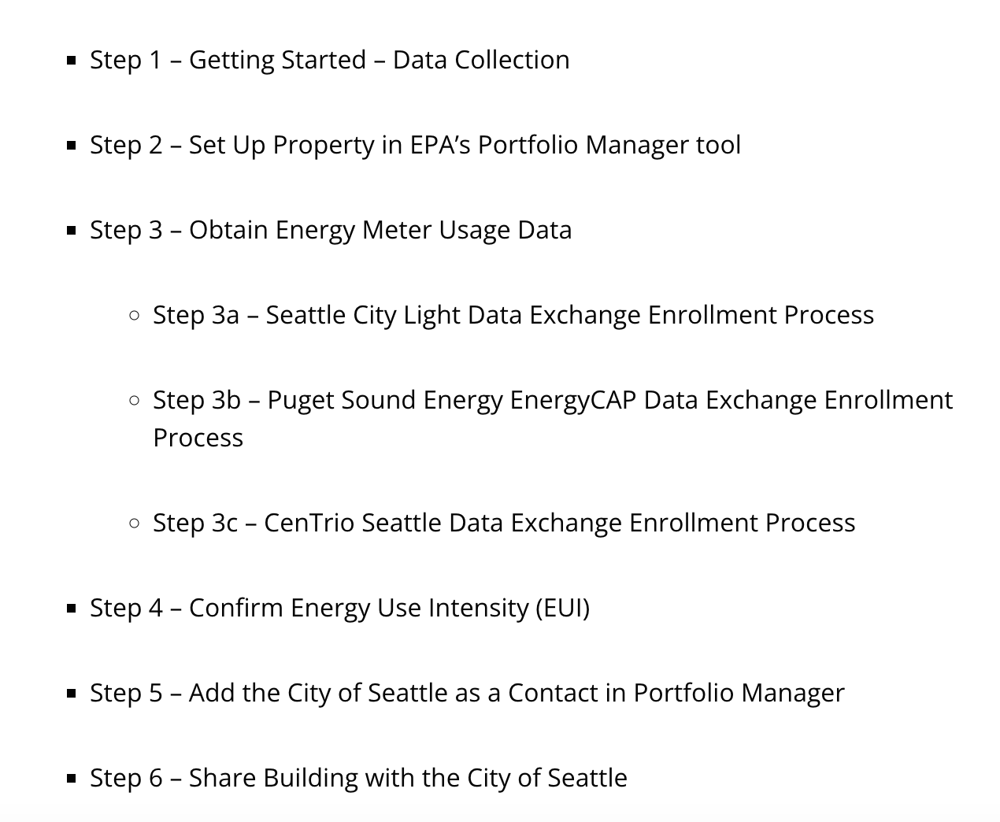 Step 1 – Getting Started – Data Collection
Step 2 – Set Up Property in EPA’s Portfolio Manager tool
Step 3 – Obtain Energy Meter Usage Data
Step 3a – Seattle City Light Data Exchange Enrollment Process
Step 3b – Puget Sound Energy EnergyCAP Data Exchange Enrollment
Process
Step 3c – CenTrio Seattle Data Exchange Enrollment Process
Step 4 – Confirm Energy Use Intensity (EUI)
Step 5 – Add the City of Seattle as a Contact in Portfolio Manager
Step 6 – Share Building with the City of Seattle